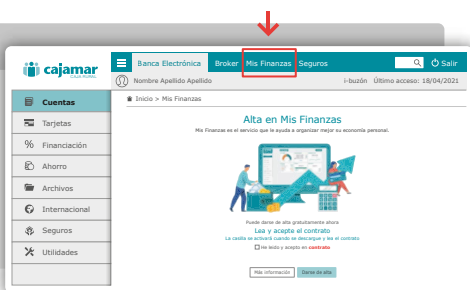 cajamar
CAJA RURAL
Banca Electrónica Broker Mis Finanzas Seguros Salir
Nombre Apellido Apellido i-buzón Último acceso: 18/04/2021
Inicio > Mis Finanzas
Cuentas
Tarjetas
Financiación
Ahorro
Archivos
Internacional
Seguros
Utilidades
Alta en Mis Finanzas
Mis Finanzas es el servicio que le ayuda a organizar mejor su economía personal.
Puede darse de alta gratuitamente ahora
Lea y acepte el contrato
La casilla se activará cuando se descargue y lea el contrato
He leído y acepto en contrato
Más información Darse de alta